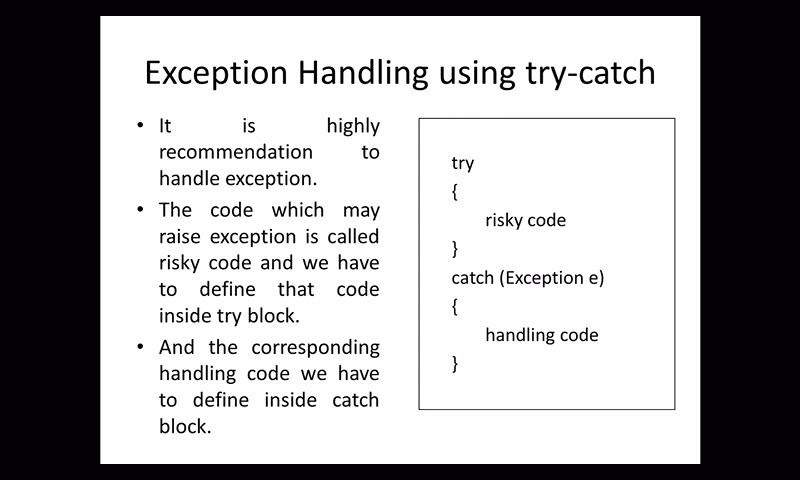 Exception Handling using try-catch
• It is highly
recommendation to
handle exception.
• The code which may
raise exception is called
risky code and we have
to define that code
inside try block.
• And the corresponding
handling code we have
to define inside catch
block.
try
{
risky code
}
catch (Exception e)
{
handling code
}